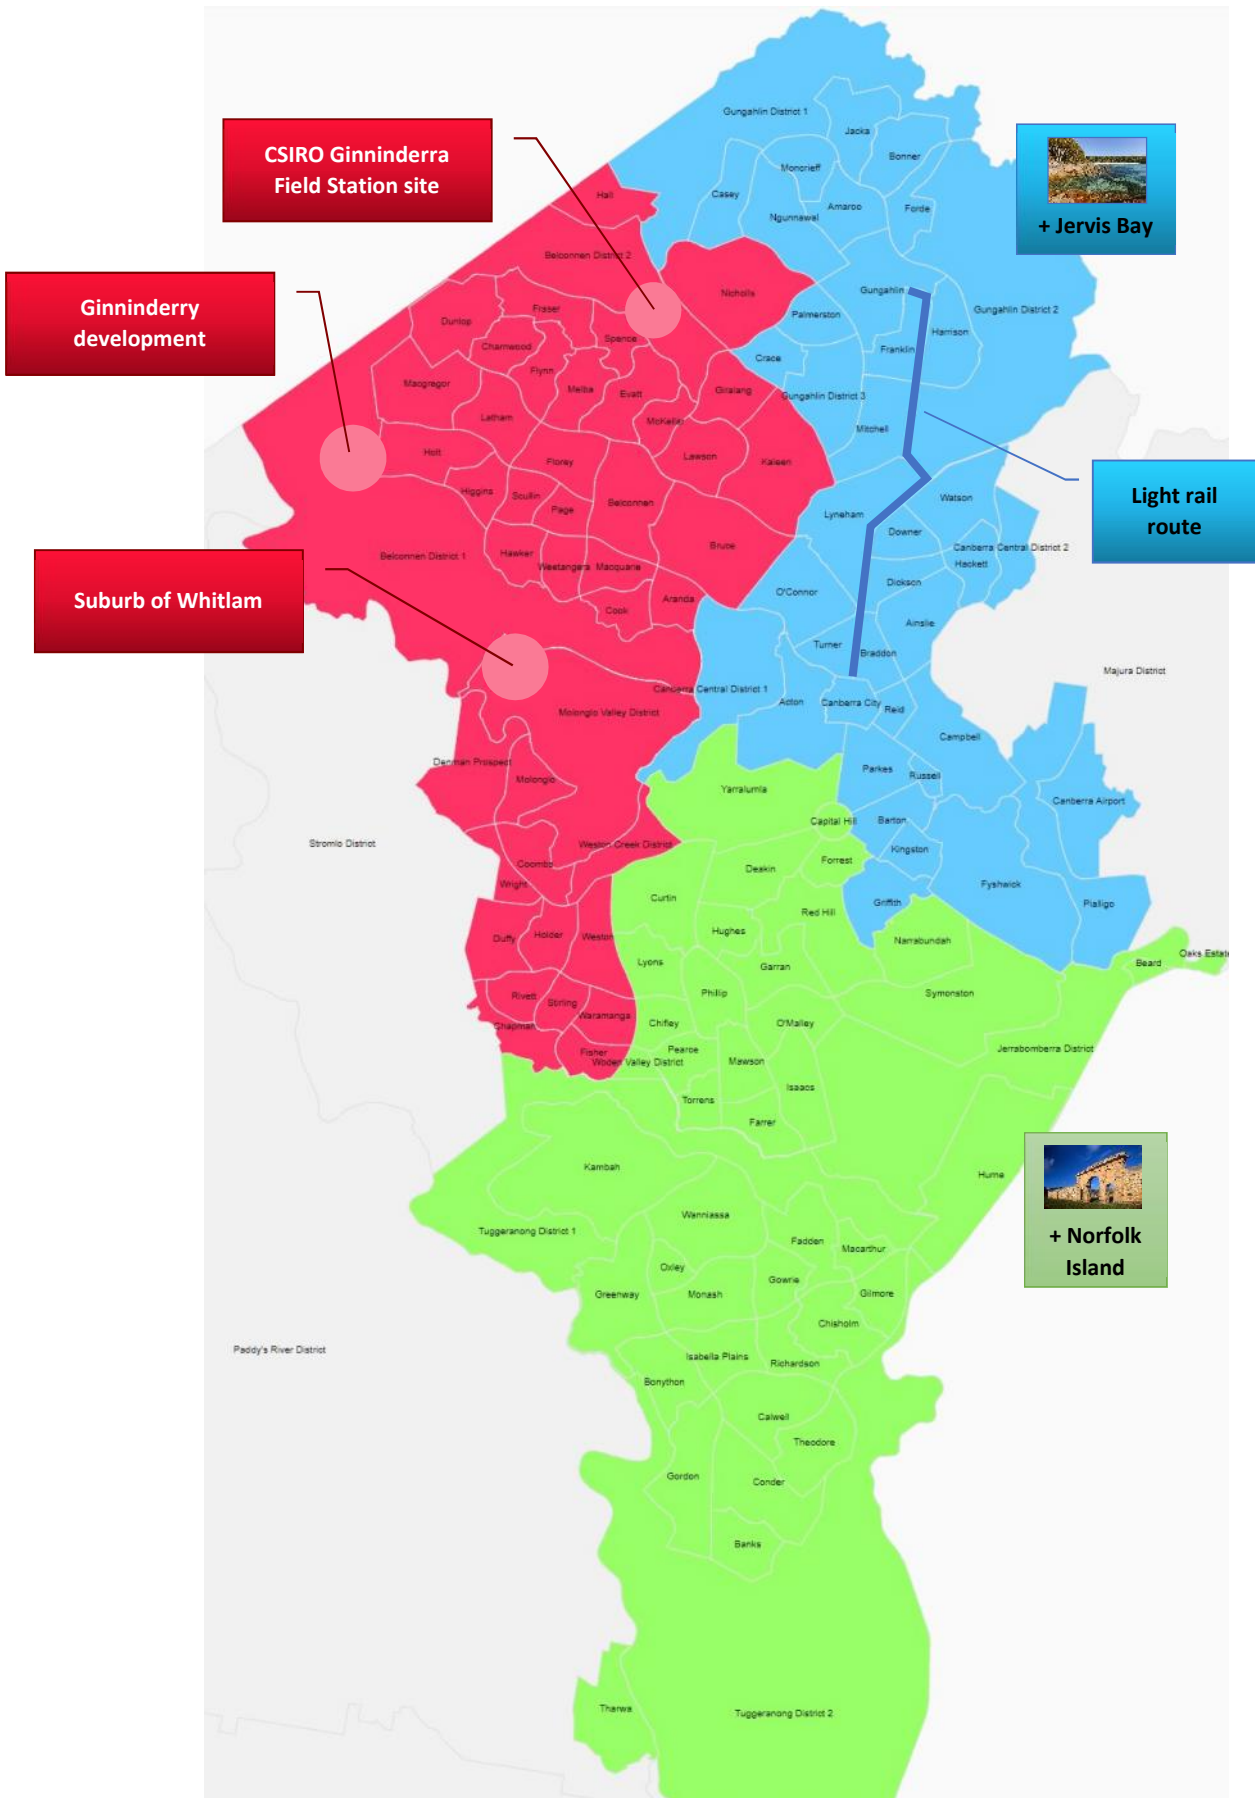 Gungahlin District 1
Jacka
Bonner
CSIRO Ginninderra
Field Station site
Moncrieff
Casey
Hall
Amaroo
Forde
Ngunnawal
+ Jervis Bay
Belconnen District 2
Nicholls
Gungahlin
Ginninderry
development
Fraser
Dunlop
Palmerston
Gungahlin District 2
Harrison
Spence
Charnwood
Franklin
Crace
Flynn
Macgregor
Melba
Evatt
Giralang
Gungahlin District 3
Latham
McKellar
Mitchell
Holt
Lawson
Florey
Kaleen
Higgins
Scullin
Page
Belconnen
Watson
Light rail
route
Lyneham
Downer
Bruce
Canberra Central District 2
Belconnen District 1
Hawker
Weetangera
Macquarie
Hackett
Dickson
O'Connor
Aranda
Suburb of Whitlam
Cook
Ainslie
Turner
Braddon
Majura District
Canberra Central District 1
Acton
Canberra City
Reid
Molonglo Valley District
Campbell
Denman Prospect
Molonglo
Parkes
Russell
Yarralumla
Canberra Airport
Capital Hill
Barton
Stromlo District
Weston Creek District
Kingston
Coombs
Forrest
Deakin
Wright
Fyshwick
Curtin
Griffith
Pialligo
Red Hill
Duffy
Holder
Weston
Hughes
Narrabundah
Oaks Estate
Lyons
Garran
Beard
Phillip
Symonston
Rivett
Stirling
Waramanga
Chapman
Chifley
O'Malley
Fisher
Pearce
Jerrabomberra District
Woden Valley District
Mawson
Isaacs
Torrens
Farrer
Kambah
Hume
Wanniassa
Tuggeranong District 1
Fadden
Macarthur
+ Norfolk
Island
Oxley
Gowrie
Greenway
Monash
Gilmore
Chisholm
Paddy's River District
Isabella Plains
Richardson
Bonython
Calwell
Theodore
Gordon
Conder
Banks
Tharwa
Tuggeranong District 2